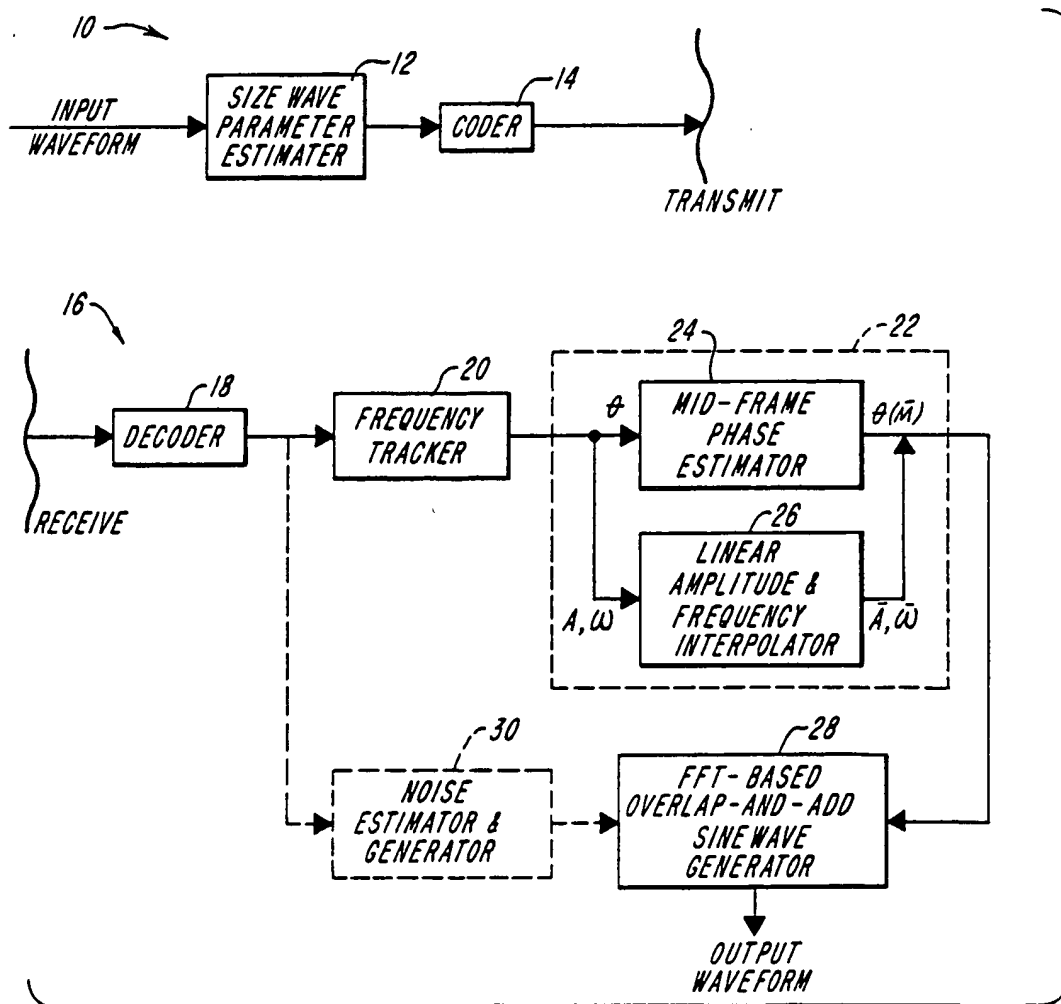 10
12
INPUT
WAVEFORM
SIZE WAVE
PARAMETER
ESTIMATER
14
CODER
TRANSMIT
16
RECEIVE
18
DECODER
20
FREQUENCY
TRACKER
22
24
θ
MID-FRAME
PHASE
ESTIMATOR
θ(M̄)
26
A, ω
LINEAR
AMPLITUDE &
FREQUENCY
INTERPOLATOR
Ā, ω̄
30
NOISE
ESTIMATOR &
GENERATOR
28
FFT-BASED
OVERLAP-AND-ADD
SINEWAVE
GENERATOR
OUTPUT
WAVEFORM